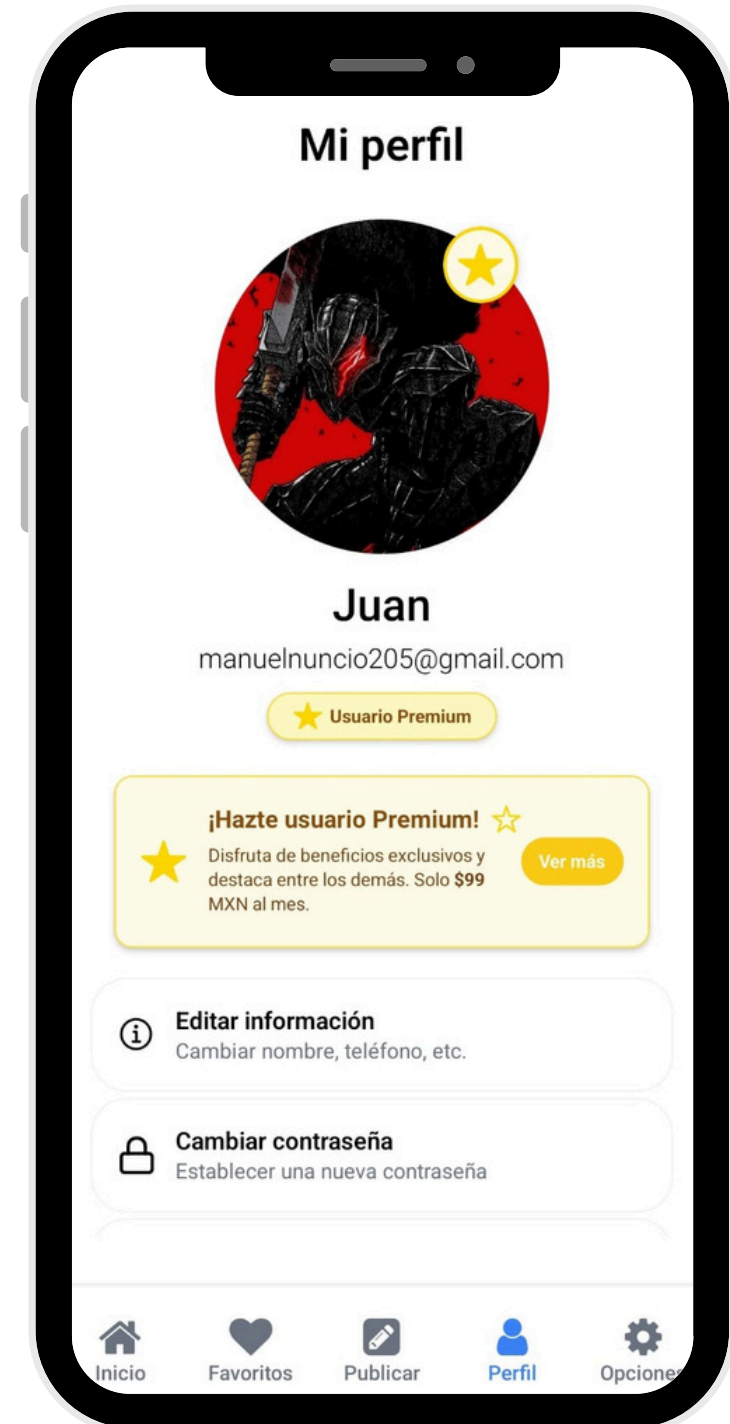 Mi perfil
Juan
manuelnuncio205@gmail.com
Usuario Premium
¡Hazte usuario Premium!
Disfruta de beneficios exclusivos y
destaca entre los demás. Solo $99
MXN al mes.
Ver más
Editar información
Cambiar nombre, teléfono, etc.
Cambiar contraseña
Establecer una nueva contraseña
Inicio
Favoritos
Publicar
Perfil
Opciones